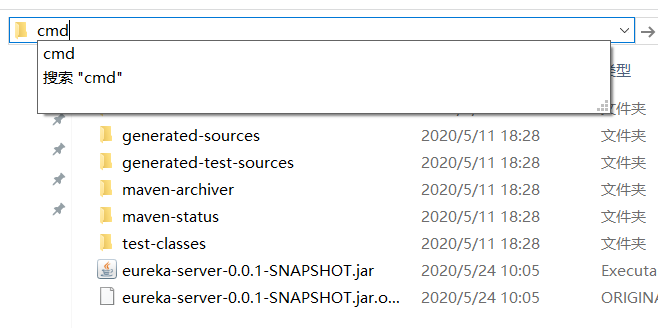 cmd
cmd
搜索 "cmd"
类型
文件夹
generated-sources 2020/5/11 18:28 文件夹
generated-test-sources 2020/5/11 18:28 文件夹
maven-archiver 2020/5/11 18:28 文件夹
maven-status 2020/5/11 18:28 文件夹
test-classes 2020/5/11 18:28 文件夹
eureka-server-0.0.1-SNAPSHOT.jar 2020/5/24 10:05 Executa
eureka-server-0.0.1-SNAPSHOT.jar.o... 2020/5/24 10:05 ORIGINA